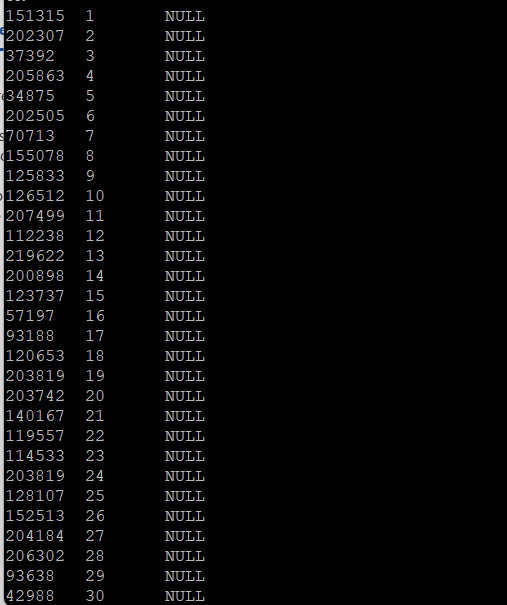 151315 1 NULL
202307 2 NULL
37392 3 NULL
205863 4 NULL
34875 5 NULL
202505 6 NULL
70713 7 NULL
155078 8 NULL
125833 9 NULL
126512 10 NULL
207499 11 NULL
112238 12 NULL
219622 13 NULL
200898 14 NULL
123737 15 NULL
57197 16 NULL
93188 17 NULL
120653 18 NULL
203819 19 NULL
203742 20 NULL
140167 21 NULL
119557 22 NULL
114533 23 NULL
203819 24 NULL
128107 25 NULL
152513 26 NULL
204184 27 NULL
206302 28 NULL
93638 29 NULL
42988 30 NULL